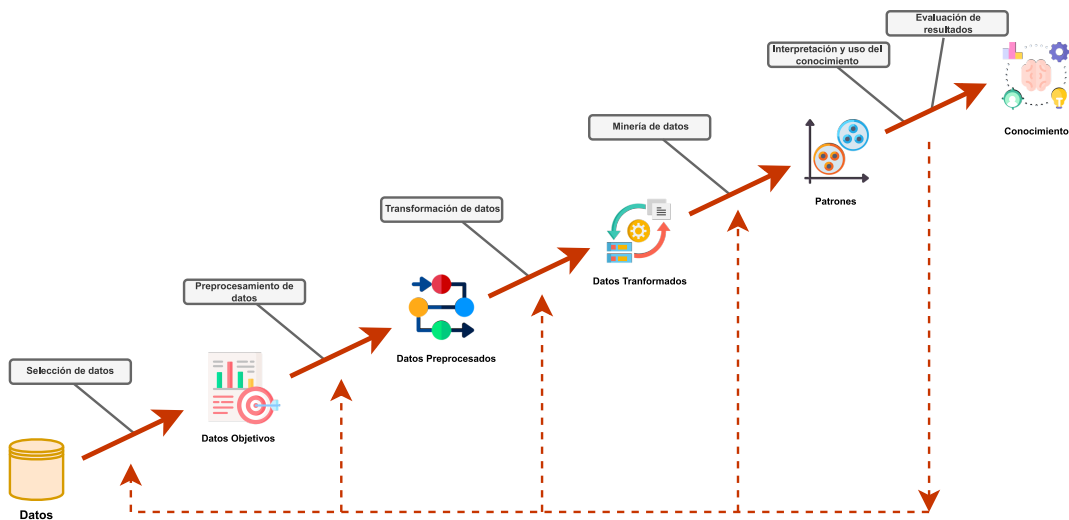 Evaluación de
resultados
Interpretación y uso del
conocimiento
Conocimiento
Minería de datos
Patrones
Transformación de datos
Datos Tranformados
Preprocesamiento de
datos
Datos Preprocesados
Selección de datos
Datos Objetivos
Datos